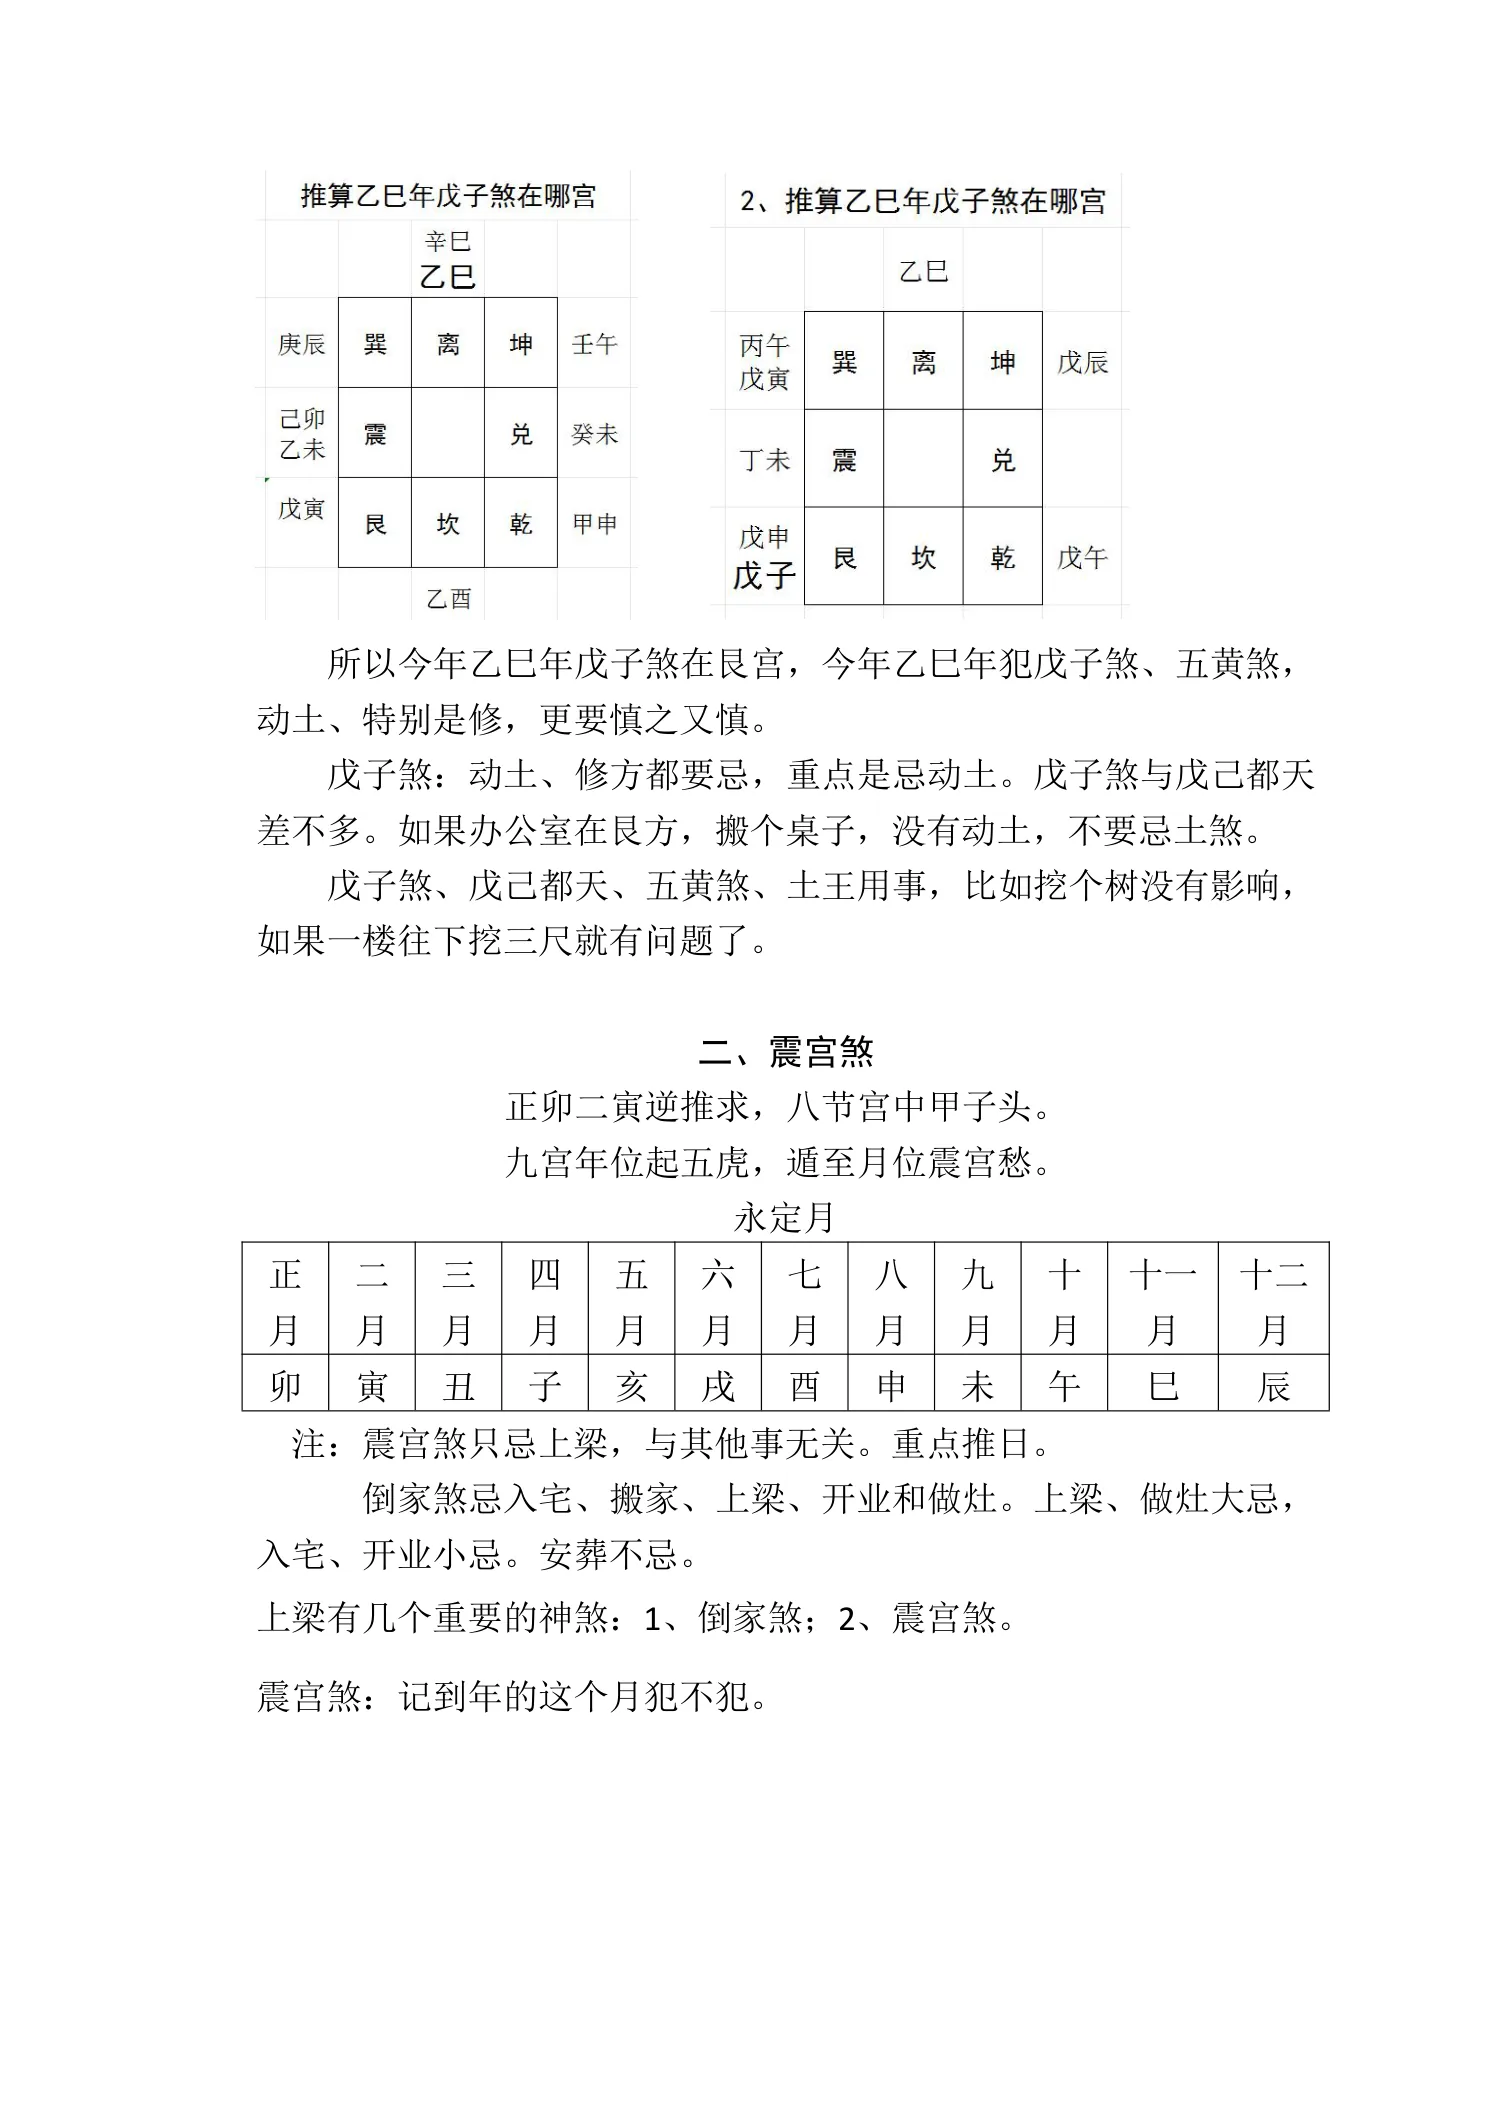 推算乙巳年戊子煞在哪宫
辛巳
乙巳
庚辰 巽 离 坤 壬午
己卯
乙未
震 兑 癸未
戊寅 艮 坎 乾 甲申
乙酉
2、推算乙巳年戊子煞在哪宫
乙巳
丙午
戊寅
巽 离 坤 戊辰
丁未 震 兑
戊申
戊子
艮 坎 乾 戊午
所以今年乙巳年戊子煞在艮宫，今年乙巳年犯戊子煞、五黄煞，
动土、特别是修，更要慎之又慎。
戊子煞：动土、修方都要忌，重点是忌动土。戊子煞与戊己都天
差不多。如果办公室在艮方，搬个桌子，没有动土，不要忌土煞。
戊子煞、戊己都天、五黄煞、土王用事，比如挖个树没有影响，
如果一楼往下挖三尺就有问题了。
二、震宫煞
正卯二寅逆推求，八节宫中甲子头。
九宫年位起五虎，遁至月位震宫愁。
永定月
正月 二月 三月 四月 五月 六月 七月 八月 九月 十月 十一月 十二月
卯 寅 丑 子 亥 戌 酉 申 未 午 巳 辰
注：震宫煞只忌上梁，与其他事无关。重点推日。
倒家煞忌入宅、搬家、上梁、开业和做灶。上梁、做灶大忌，
入宅、开业小忌。安葬不忌。
上梁有几个重要的神煞：1、倒家煞；2、震宫煞。
震宫煞：记到年的这个月犯不犯。